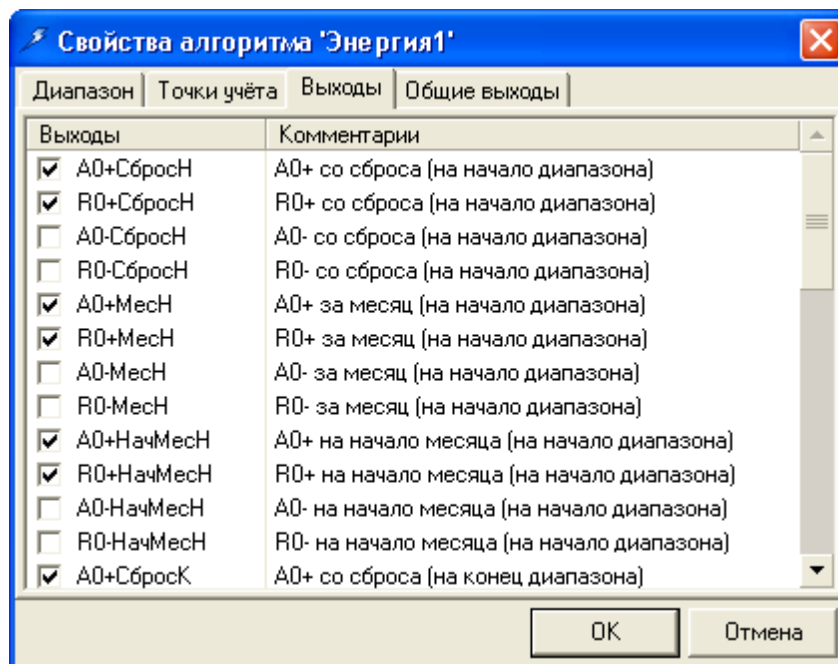 Свойства алгоритма 'Энергия1'
Диапазон Точки учёта Выходы Общие выходы
Выходы Комментарии
A0+СбросН A0+ со сброса (на начало диапазона)
R0+СбросН R0+ со сброса (на начало диапазона)
A0-СбросН A0- со сброса (на начало диапазона)
R0-СбросН R0- со сброса (на начало диапазона)
A0+МесН A0+ за месяц (на начало диапазона)
R0+МесН R0+ за месяц (на начало диапазона)
A0-МесН A0- за месяц (на начало диапазона)
R0-МесН R0- за месяц (на начало диапазона)
A0+НачМесН A0+ на начало месяца (на начало диапазона)
R0+НачМесН R0+ на начало месяца (на начало диапазона)
A0-НачМесН A0- на начало месяца (на начало диапазона)
R0-НачМесН R0- на начало месяца (на начало диапазона)
A0+СбросК A0+ со сброса (на конец диапазона)
OK Отмена